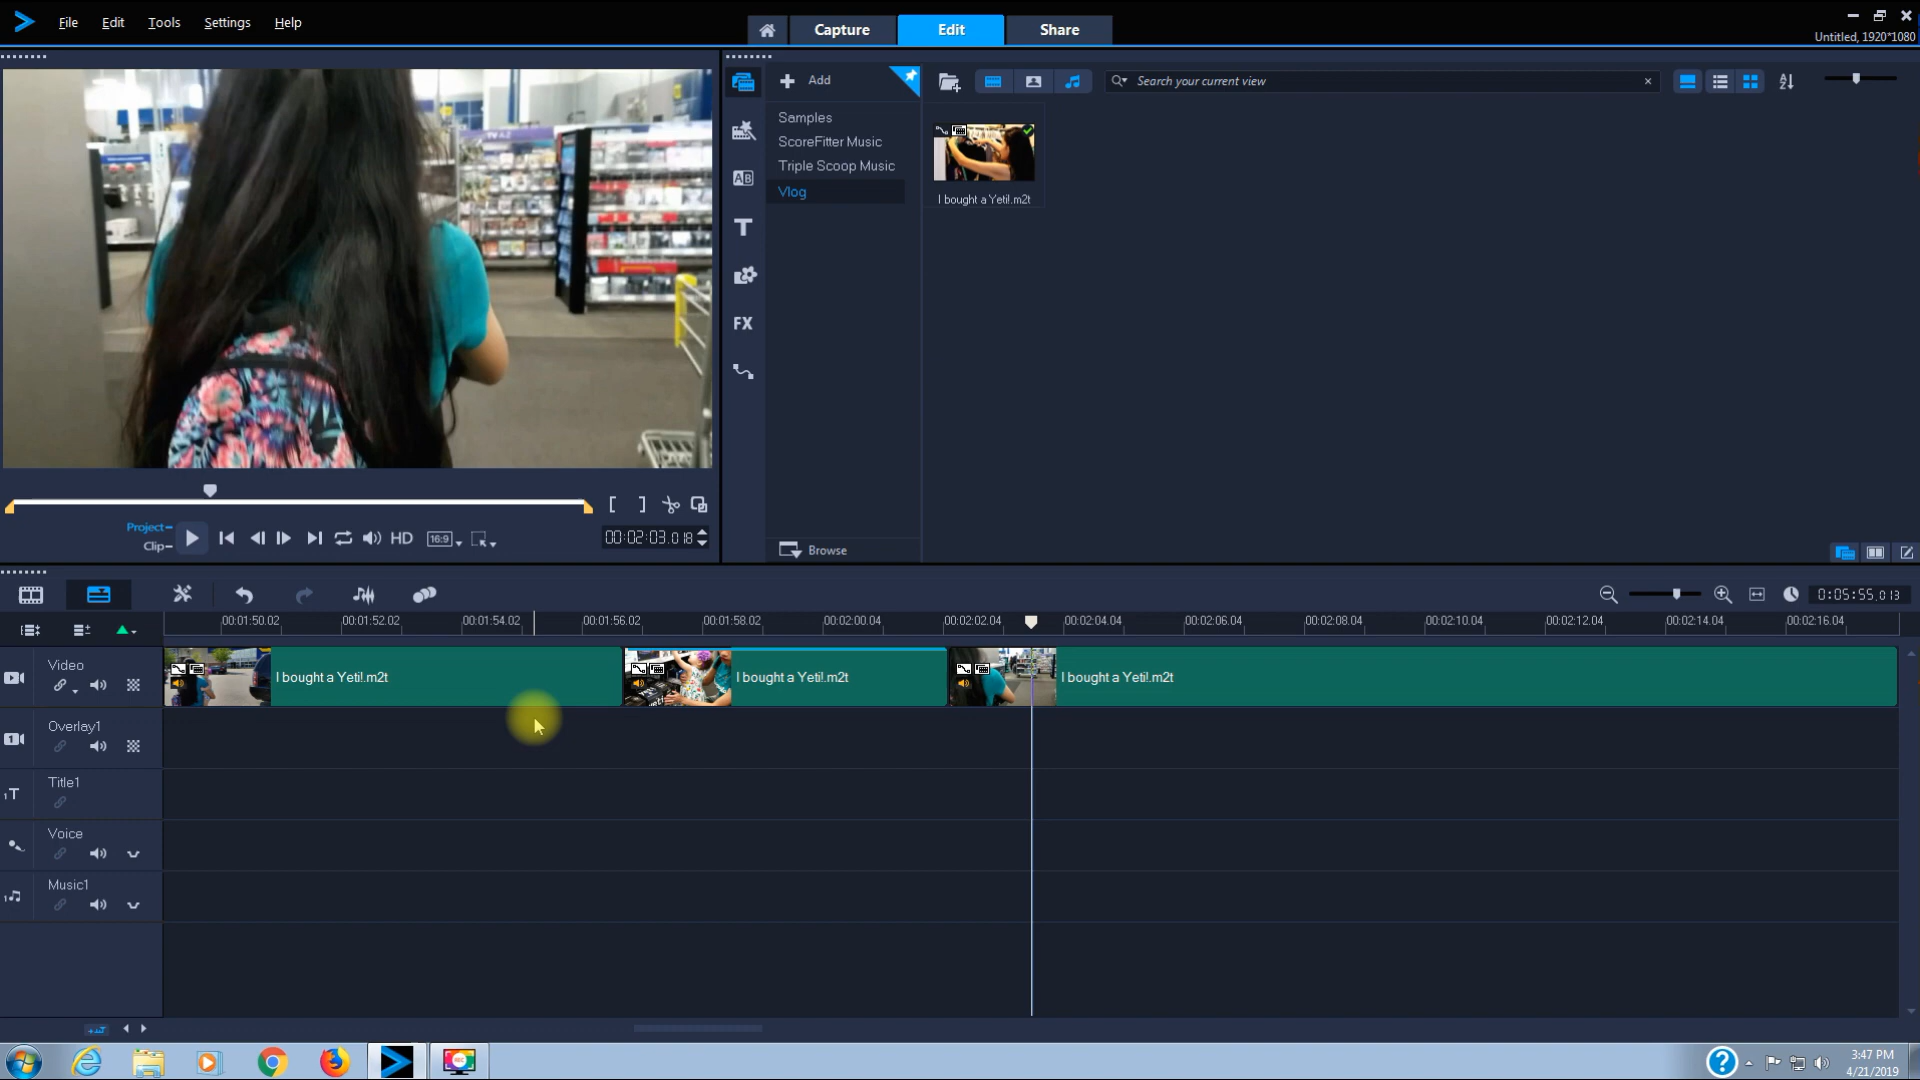 File Edit Tools Settings Help
Capture Edit Share
Untitled, 1920*1080
Add
Search your current view
Samples
ScoreFitter Music
Triple Scoop Music
Vlog
I bought a Yeti!.m2t
AB
T
FX
Project
Clip
HD
16:9
00:02:03.018
Browse
0:05:55.013
00:01:50.02 00:01:52.02 00:01:54.02 00:01:56.02 00:01:58.02 00:02:00.04 00:02:02.04 00:02:04.04 00:02:06.04 00:02:08.04 00:02:10.04 00:02:12.04 00:02:14.04 00:02:16.04
Video
I bought a Yeti!.m2t I bought a Yeti!.m2t I bought a Yeti!.m2t
Overlay1
Title1
Voice
Music1
3:47 PM
4/21/2019